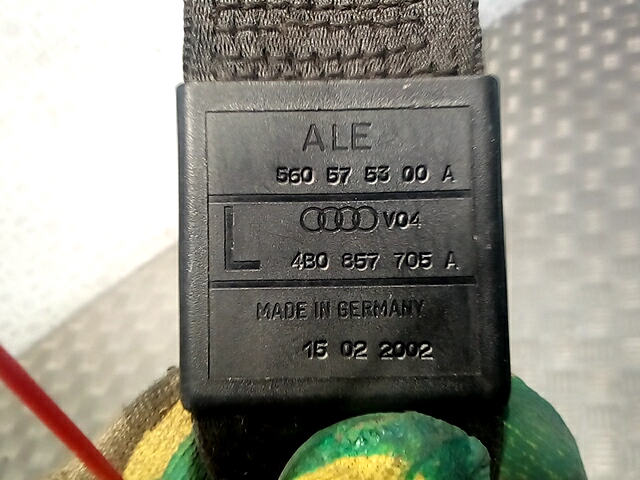 ALE
560 57 53 00 A
L
V04
4B0 857 705 A
MADE IN GERMANY
15 02 2002